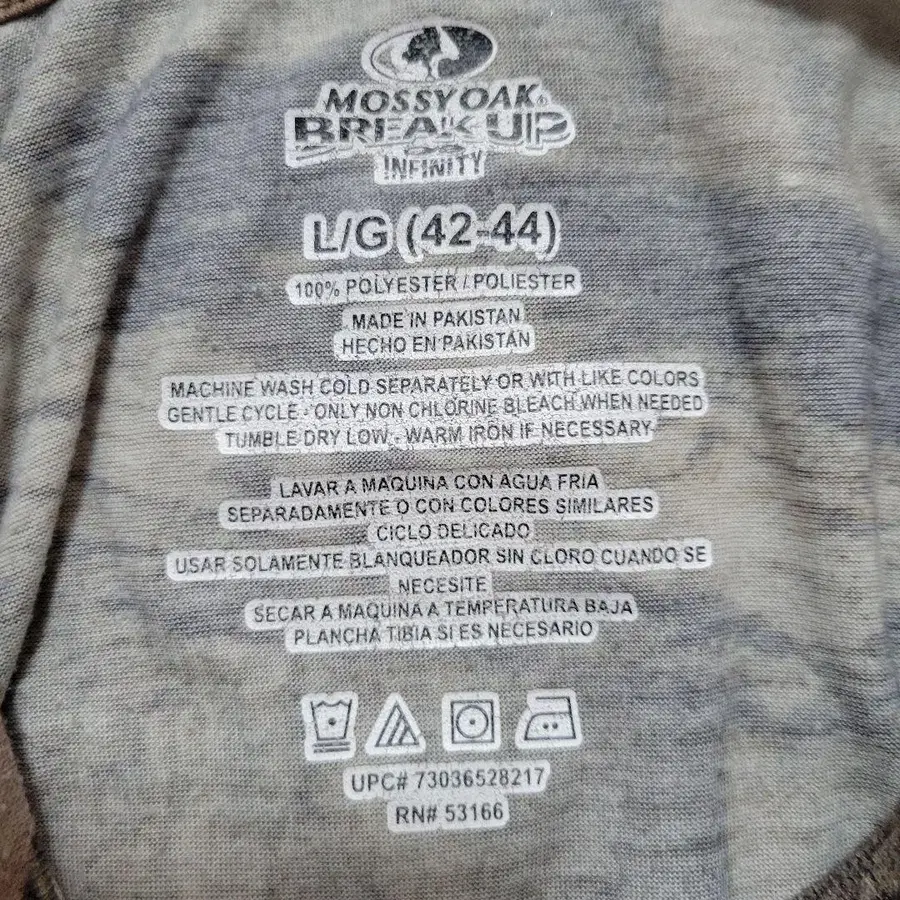 MOSSY OAK®
BREAK UP
INFINITY
L/G (42-44)
100% POLYESTER / POLIESTER
MADE IN PAKISTAN
HECHO EN PAKISTAN
MACHINE WASH COLD SEPARATELY OR WITH LIKE COLORS
GENTLE CYCLE - ONLY NON CHLORINE BLEACH WHEN NEEDED
TUMBLE DRY LOW - WARM IRON IF NECESSARY
LAVAR A MAQUINA CON AGUA FRIA
SEPARADAMENTE O CON COLORES SIMILARES
CICLO DELICADO
USAR SOLAMENTE BLANQUEADOR SIN CLORO CUANDO SE
NECESITE
SECAR A MAQUINA A TEMPERATURA BAJA
PLANCHA TIBIA SI ES NECESARIO
UPC# 73036528217
RN# 53166